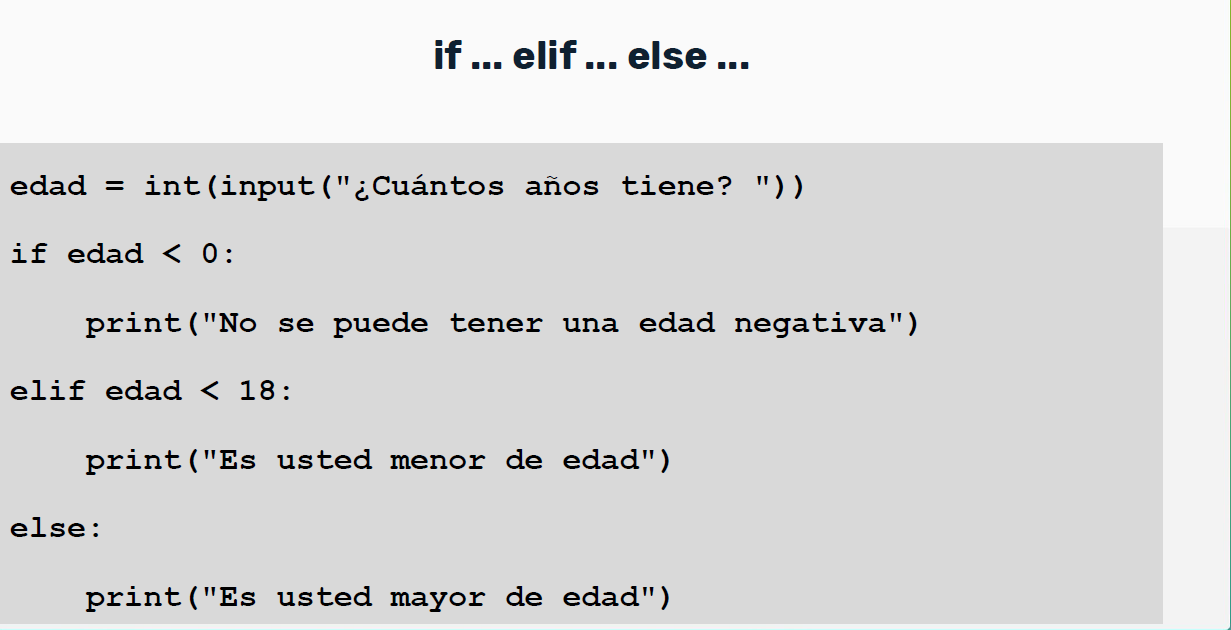 if ... elif ... else ...
edad = int(input("¿Cuántos años tiene? "))
if edad < 0:
    print("No se puede tener una edad negativa")
elif edad < 18:
    print("Es usted menor de edad")
else:
    print("Es usted mayor de edad")